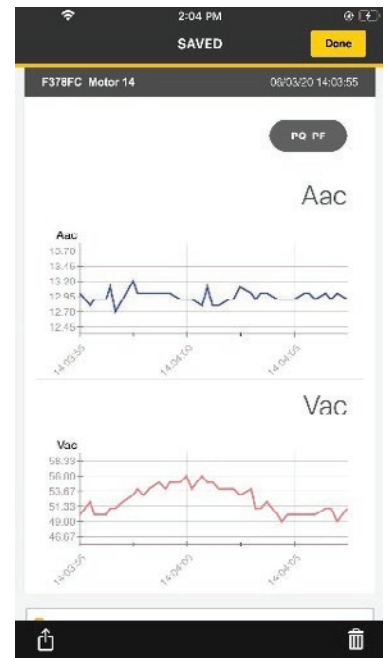 2:04 PM
SAVED
Done
F378FC Motor 14 06/03/20 14:03:55
PQ PF
Aac
Aac
13.70
13.45
13.20
12.95
12.70
12.45
14:03:55 14:04:00 14:04:05
Vac
Vac
58.33
56.00
53.67
51.33
49.00
46.67
14:03:55 14:04:00 14:04:05